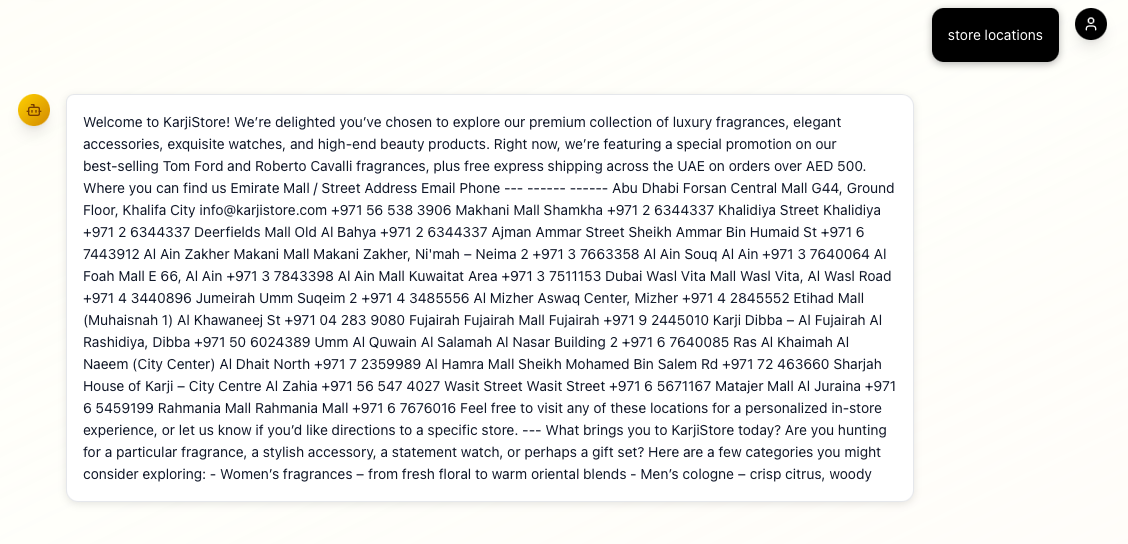 store locations
Welcome to KarjiStore! We’re delighted you’ve chosen to explore our premium collection of luxury fragrances, elegant
accessories, exquisite watches, and high-end beauty products. Right now, we’re featuring a special promotion on our
best-selling Tom Ford and Roberto Cavalli fragrances, plus free express shipping across the UAE on orders over AED 500.
Where you can find us Emirate Mall / Street Address Email Phone --- ------ ------ Abu Dhabi Forsan Central Mall G44, Ground
Floor, Khalifa City info@karjistore.com +971 56 538 3906 Makhani Mall Shamkha +971 2 6344337 Khalidiya Street Khalidiya
+971 2 6344337 Deerfields Mall Old Al Bahya +971 2 6344337 Ajman Ammar Street Sheikh Ammar Bin Humaid St +971 6
7443912 Al Ain Zakher Makani Mall Makani Zakher, Ni'mah – Neima 2 +971 3 7663358 Al Ain Souq Al Ain +971 3 7640064 Al
Foah Mall E 66, Al Ain +971 3 7843398 Al Ain Mall Kuwaitat Area +971 3 7511153 Dubai Wasl Vita Mall Wasl Vita, Al Wasl Road
+971 4 3440896 Jumeirah Umm Suqeim 2 +971 4 3485556 Al Mizher Aswaq Center, Mizher +971 4 2845552 Etihad Mall
(Muhaisnah 1) Al Khawaneej St +971 04 283 9080 Fujairah Fujairah Mall Fujairah +971 9 2445010 Karji Dibba – Al Fujairah Al
Rashidiya, Dibba +971 50 6024389 Umm Al Quwain Al Salamah Al Nasar Building 2 +971 6 7640085 Ras Al Khaimah Al
Naeem (City Center) Al Dhait North +971 7 2359989 Al Hamra Mall Sheikh Mohamed Bin Salem Rd +971 72 463660 Sharjah
House of Karji – City Centre Al Zahia +971 56 547 4027 Wasit Street Wasit Street +971 6 5671167 Matajer Mall Al Juraina +971
6 5459199 Rahmania Mall Rahmania Mall +971 6 7676016 Feel free to visit any of these locations for a personalized in-store
experience, or let us know if you’d like directions to a specific store. --- What brings you to KarjiStore today? Are you hunting
for a particular fragrance, a stylish accessory, a statement watch, or perhaps a gift set? Here are a few categories you might
consider exploring: - Women’s fragrances – from fresh floral to warm oriental blends - Men’s cologne – crisp citrus, woody